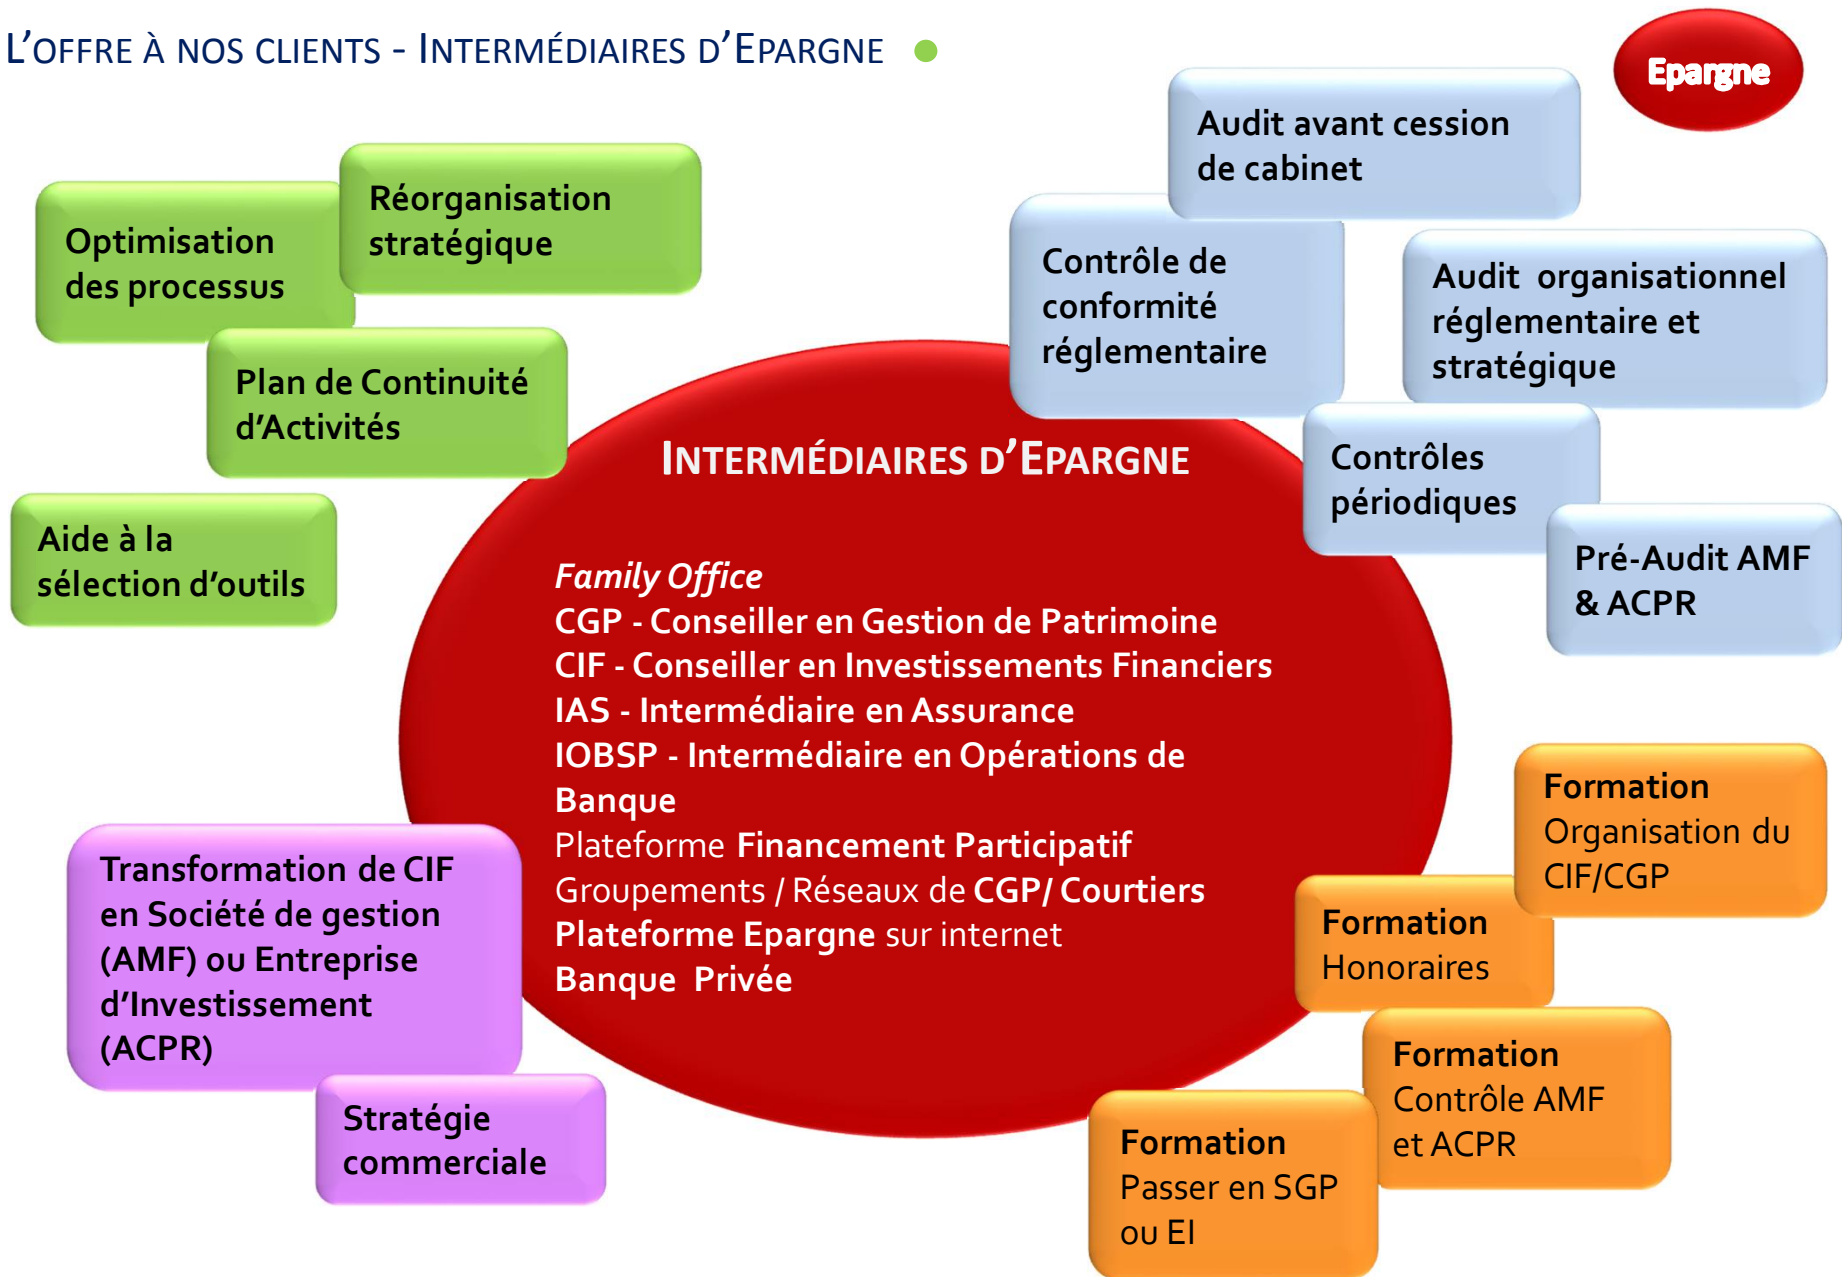 L'OFFRE À NOS CLIENTS - INTERMÉDIAIRES D'EPARGNE
Epargne
Optimisation
des processus
Réorganisation
stratégique
Plan de Continuité
d'Activités
Aide à la
sélection d'outils
Audit avant cession
de cabinet
Contrôle de
conformité
réglementaire
Audit organisationnel
réglementaire et
stratégique
Contrôles
périodiques
Pré-Audit AMF
& ACPR
INTERMÉDIAIRES D'EPARGNE
Family Office
CGP - Conseiller en Gestion de Patrimoine
CIF - Conseiller en Investissements Financiers
IAS - Intermédiaire en Assurance
IOBSP - Intermédiaire en Opérations de
Banque
Plateforme Financement Participatif
Groupements / Réseaux de CGP/ Courtiers
Plateforme Epargne sur internet
Banque Privée
Transformation de CIF
en Société de gestion
(AMF) ou Entreprise
d'Investissement
(ACPR)
Stratégie
commerciale
Formation
Organisation du
CIF/CGP
Formation
Honoraires
Formation
Contrôle AMF
et ACPR
Formation
Passer en SGP
ou EI